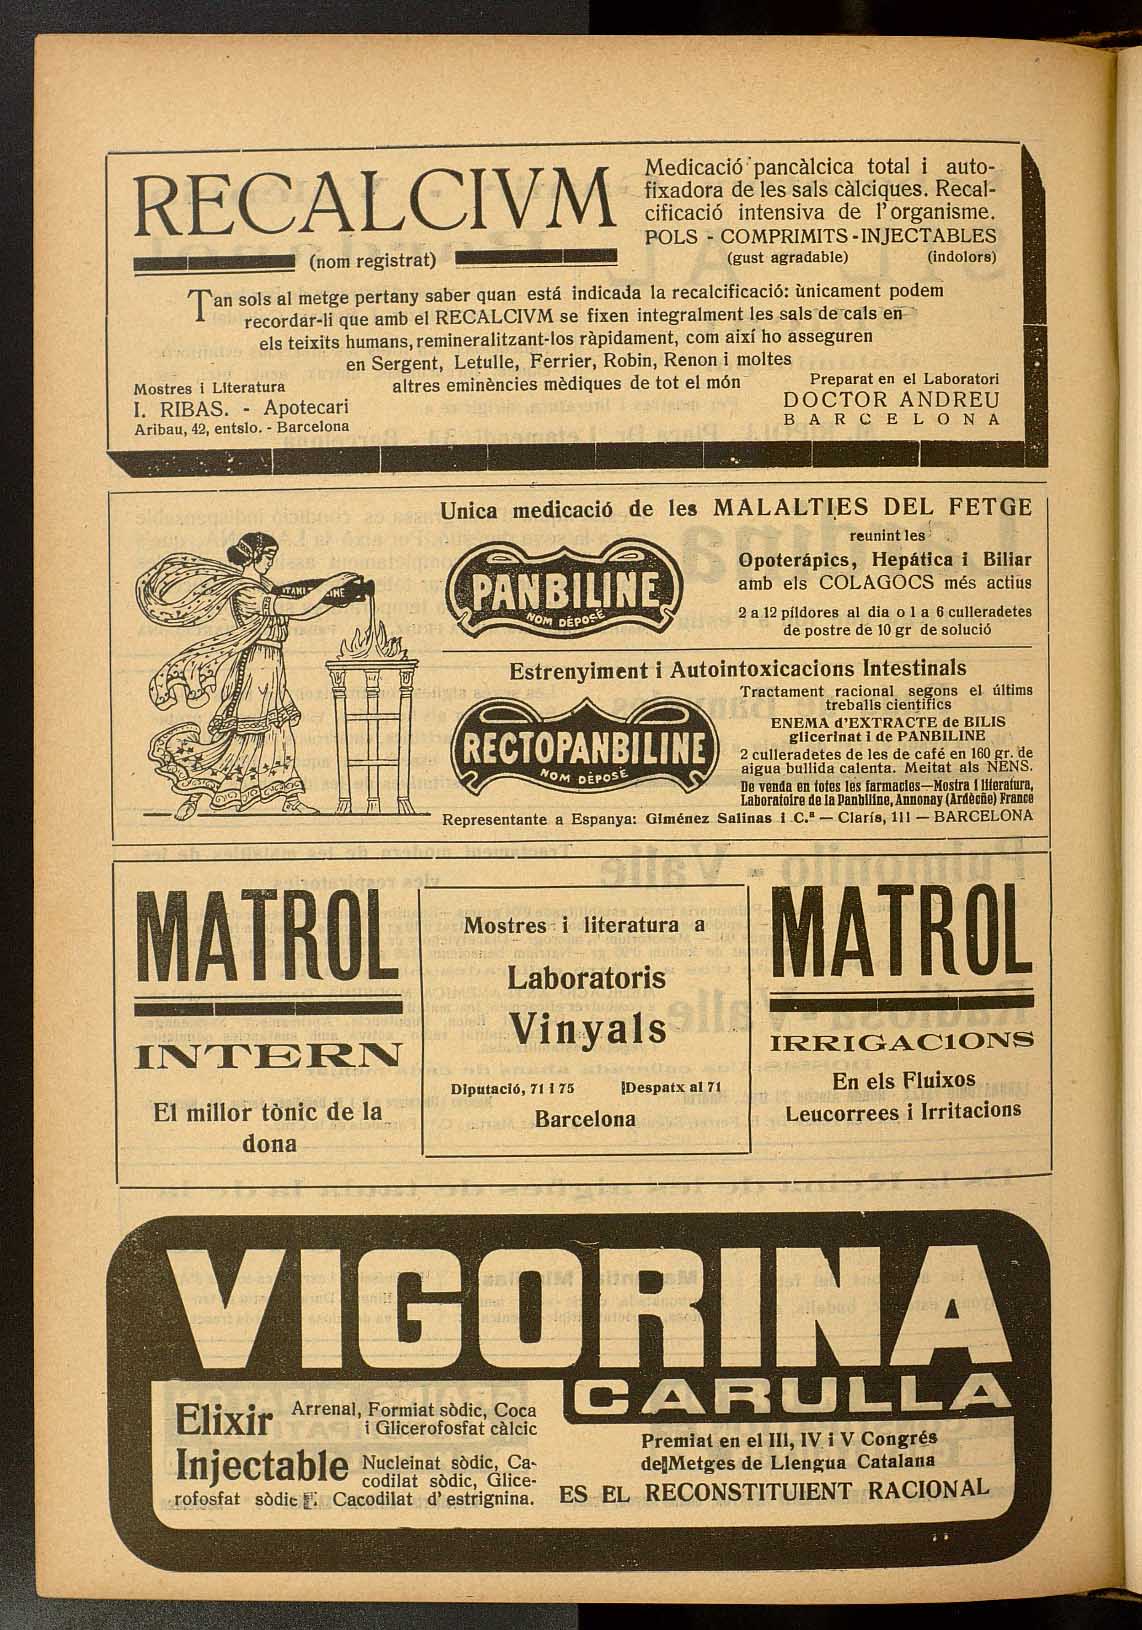 RECALCIVM
(nom registrat)
Medicació pancàlcica total i auto-
fixadora de les sals càlciques. Recal-
cificació intensiva de l'organisme.
POLS - COMPRIMITS - INJECTABLES
(gust agradable) (indolors)
Tan sols al metge pertany saber quan está indicada la recalcificació: ùnicament podem
recordar-li que amb el RECALCIVM se fixen integralment les sals de cals en
els teixits humans, remineralitzant-los ràpidament, com així ho asseguren
en Sergent, Letulle, Ferrier, Robin, Renon i moltes
altres eminències mèdiques de tot el món
Mostres i Literatura
I. RIBAS. - Apotecari
Aribau, 42, entslo. - Barcelona
Preparat en el Laboratori
DOCTOR ANDREU
BARCELONA
Unica medicació de les MALALTIES DEL FETGE
PANBILINE
NOM DÉPOSÉ
reunint les
Opoterápics, Hepática i Biliar
amb els COLAGOCS més actius
2 a 12 píldores al dia o 1 a 6 culleradetes
de postre de 10 gr de solució
Estrenyiment i Autointoxicacions Intestinals
RECTOPANBILINE
NOM DÉPOSÉ
Tractament racional segons el últims
treballs cientifics
ENEMA d'EXTRACTE de BILIS
glicerinat i de PANBILINE
2 culleradetes de les de café en 160 gr. de
aigua bullida calenta. Meitat als NENS.
De venda en totes les farmacies—Mostra i literatura,
Laboratoire de la Panbiline, Annonay (Ardèche) France
Representante a Espanya: Giménez Salinas i C.ª — Claris, 111 — BARCELONA
MATROL
INTERN
El millor tònic de la
dona
Mostres i literatura a
Laboratoris
Vinyals
Diputació, 71 i 75 Despatx al 71
Barcelona
MATROL
IRRIGACIONS
En els Fluixos
Leucorrees i Irritacions
VIGORINA
CARULLA
Elixir Arrenal, Formiat sòdic, Coca
i Glicerofosfat càlcic
Injectable Nucleinat sòdic, Ca-
codilat sòdic, Glice-
rofosfat sòdic F. Cacodilat d'estrignina.
Premiat en el III, IV i V Congrés
de Metges de Llengua Catalana
ES EL RECONSTITUIENT RACIONAL